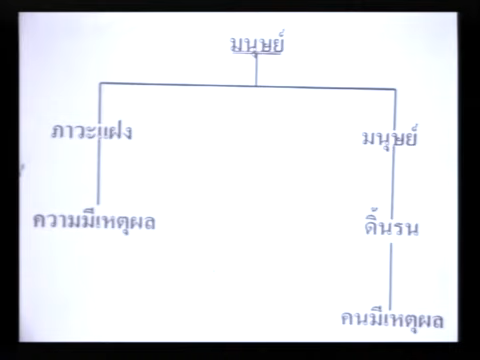 มนุษย์
ภาวะแฝง
มนุษย์
ความมีเหตุผล
ดิ้นรน
คนมีเหตุผล